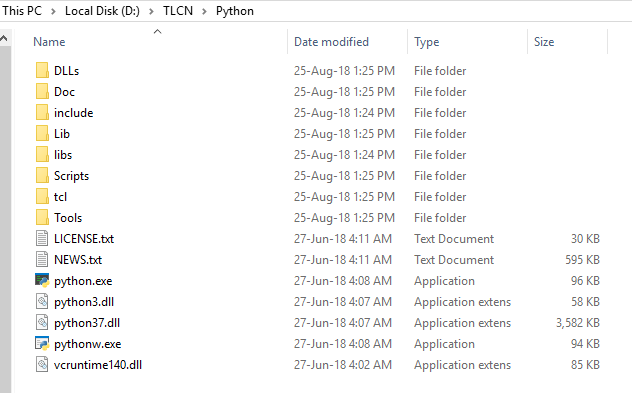 This PC > Local Disk (D:) > TLCN > Python
Name Date modified Type Size
DLLs 25-Aug-18 1:25 PM File folder
Doc 25-Aug-18 1:25 PM File folder
include 25-Aug-18 1:24 PM File folder
Lib 25-Aug-18 1:25 PM File folder
libs 25-Aug-18 1:24 PM File folder
Scripts 25-Aug-18 1:25 PM File folder
tcl 25-Aug-18 1:25 PM File folder
Tools 25-Aug-18 1:25 PM File folder
LICENSE.txt 27-Jun-18 4:11 AM Text Document 30 KB
NEWS.txt 27-Jun-18 4:11 AM Text Document 595 KB
python.exe 27-Jun-18 4:08 AM Application 96 KB
python3.dll 27-Jun-18 4:07 AM Application extens 58 KB
python37.dll 27-Jun-18 4:07 AM Application extens 3,582 KB
pythonw.exe 27-Jun-18 4:08 AM Application 94 KB
vcruntime140.dll 27-Jun-18 4:02 AM Application extens 85 KB